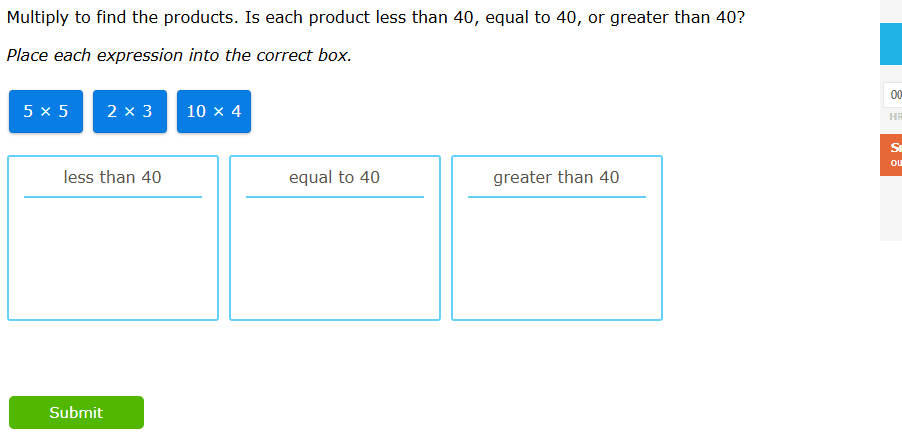 Multiply to find the products. Is each product less than 40, equal to 40, or greater than 40?
Place each expression into the correct box.
5 × 5 2 × 3 10 × 4
less than 40 equal to 40 greater than 40
Submit
00
HR